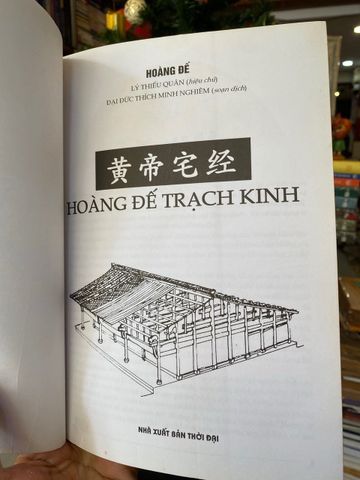 HOÀNG ĐẾ
LÝ THIẾU QUÂN (hiệu chú)
ĐẠI ĐỨC THÍCH MINH NGHIÊM (soạn dịch)
黄帝宅经
HOÀNG ĐẾ TRẠCH KINH
NHÀ XUẤT BẢN THỜI ĐẠI